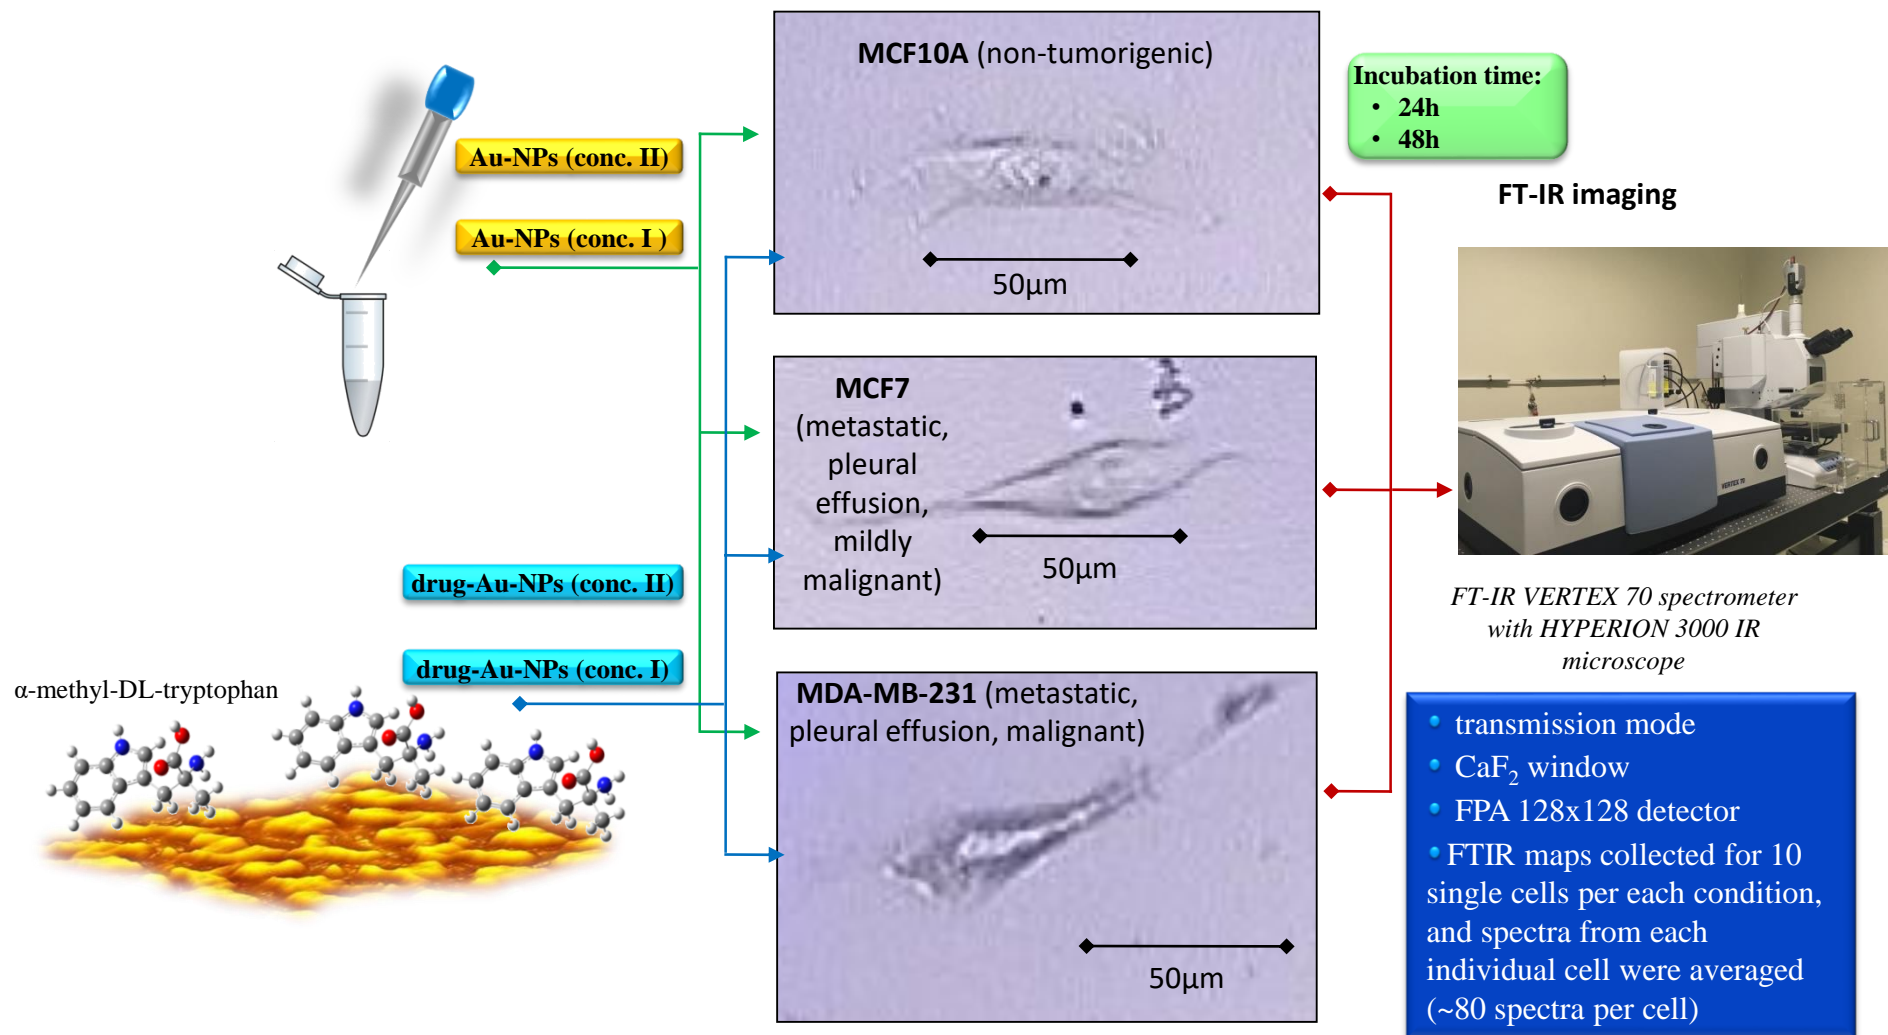 MCF10A (non-tumorigenic)
50µm
Incubation time:
• 24h
• 48h
Au-NPs (conc. II)
Au-NPs (conc. I )
FT-IR imaging
VERTEX 70
FT-IR VERTEX 70 spectrometer
with HYPERION 3000 IR
microscope
MCF7
(metastatic,
pleural
effusion,
mildly
malignant)
50µm
drug-Au-NPs (conc. II)
drug-Au-NPs (conc. I)
α-methyl-DL-tryptophan
MDA-MB-231 (metastatic,
pleural effusion, malignant)
50µm
• transmission mode
• CaF₂ window
• FPA 128x128 detector
• FTIR maps collected for 10
single cells per each condition,
and spectra from each
individual cell were averaged
(~80 spectra per cell)